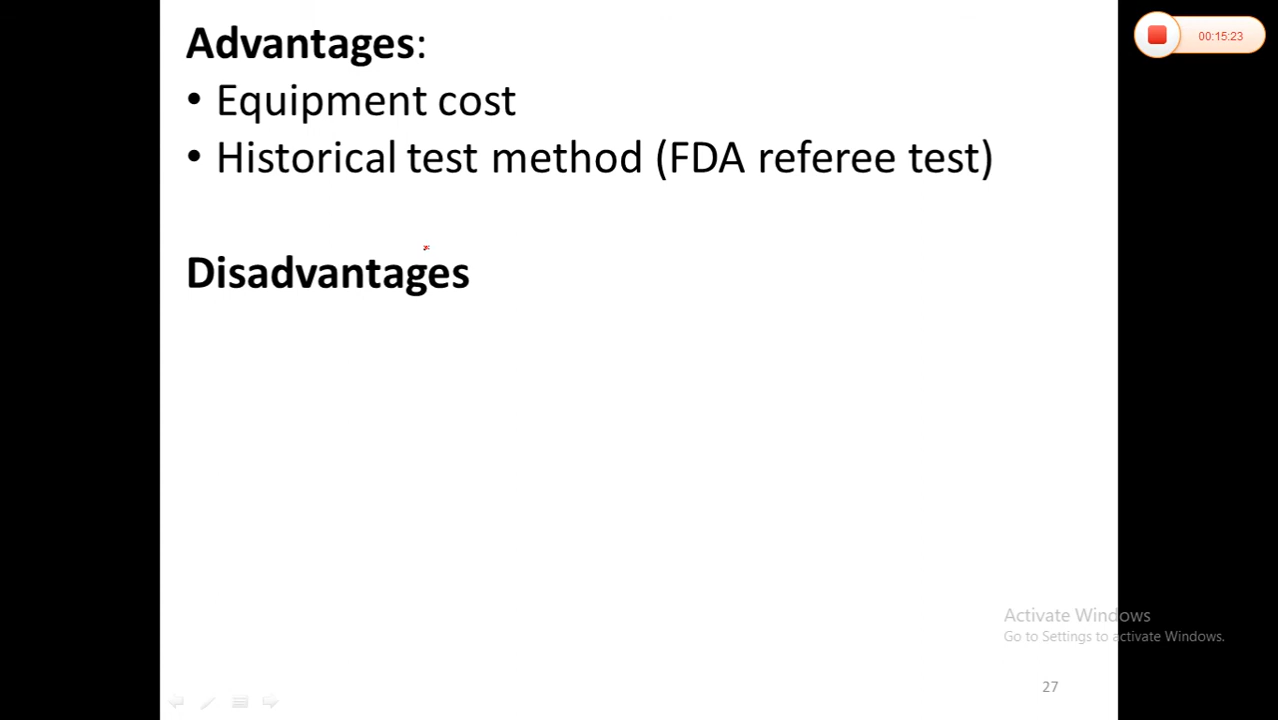 Advantages:
• Equipment cost
• Historical test method (FDA referee test)
Disadvantages
00:15:23
Activate Windows
Go to Settings to activate Windows.
27